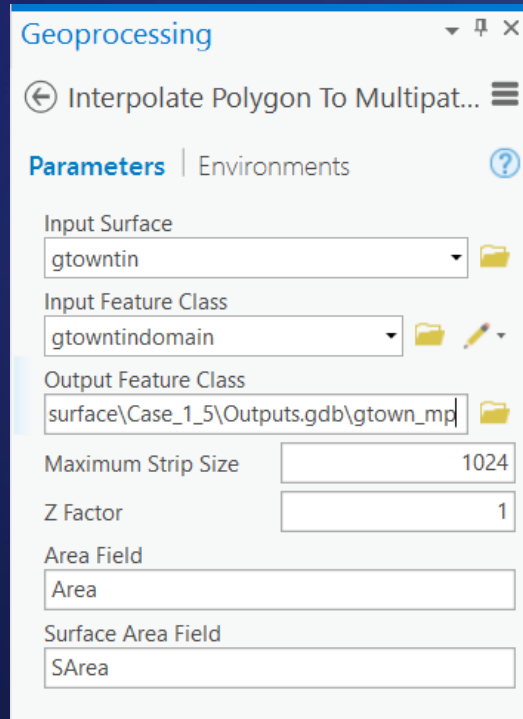 Geoprocessing
Interpolate Polygon To Multipat...
Parameters | Environments
Input Surface
gtowntin
Input Feature Class
gtowntindomain
Output Feature Class
surface\Case_1_5\Outputs.gdb\gtown_mp
Maximum Strip Size 1024
Z Factor 1
Area Field
Area
Surface Area Field
SArea